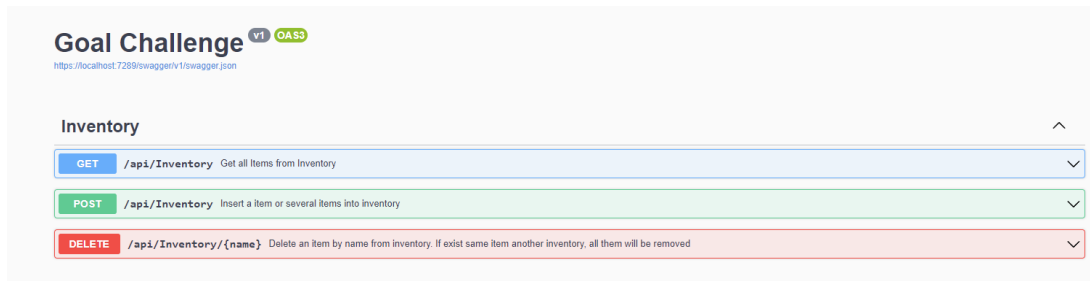 Goal Challenge v1 OAS3
https://localhost:7289/swagger/v1/swagger.json
Inventory
GET /api/Inventory Get all Items from Inventory
POST /api/Inventory Insert a item or several items into inventory
DELETE /api/Inventory/{name} Delete an item by name from inventory. If exist same item another inventory, all them will be removed